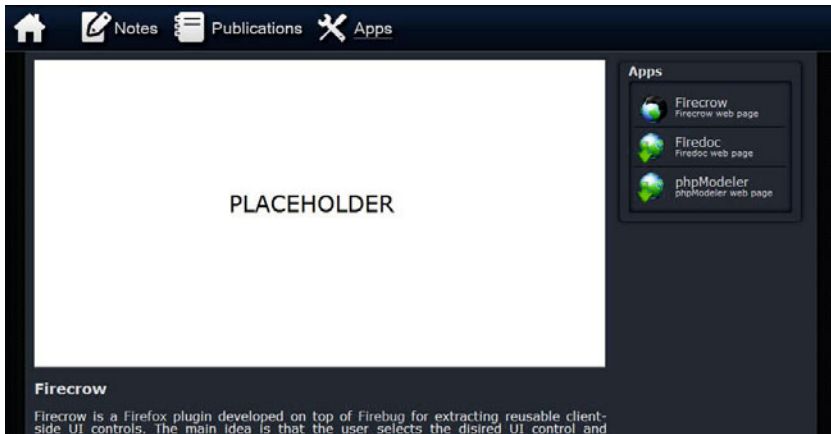 Notes Publications Apps
PLACEHOLDER
Apps
Firecrow
Firecrow web page
Firedoc
Firedoc web page
phpModeler
phpModeler web page
Firecrow
Firecrow is a Firefox plugin developed on top of Firebug for extracting reusable client-
side UI controls. The main idea is that the user selects the disired UI control and